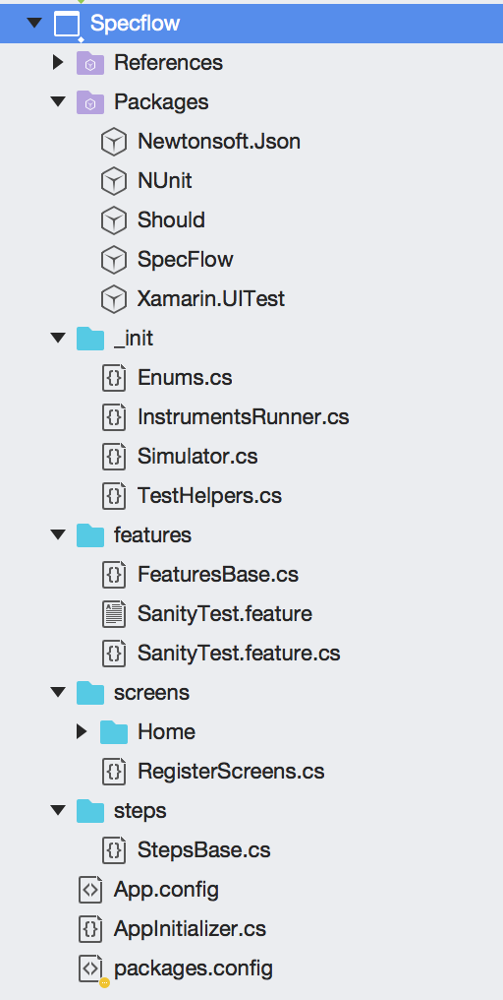 Specflow
References
Packages
Newtonsoft.Json
NUnit
Should
SpecFlow
Xamarin.UITest
_init
Enums.cs
InstrumentsRunner.cs
Simulator.cs
TestHelpers.cs
features
FeaturesBase.cs
SanityTest.feature
SanityTest.feature.cs
screens
Home
RegisterScreens.cs
steps
StepsBase.cs
App.config
AppInitializer.cs
packages.config